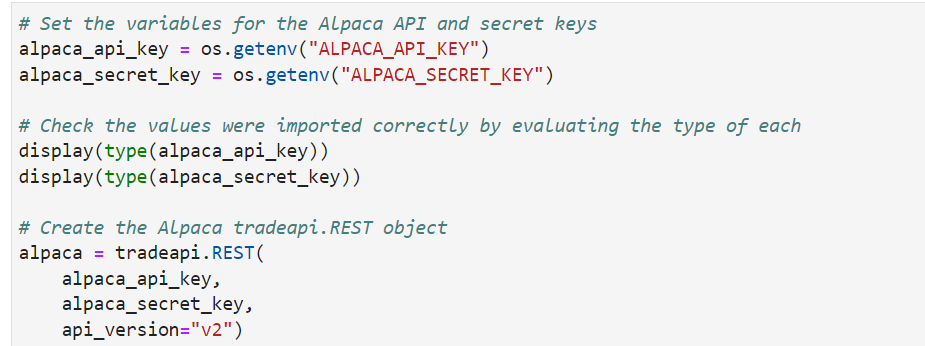 # Set the variables for the Alpaca API and secret keys
alpaca_api_key = os.getenv("ALPACA_API_KEY")
alpaca_secret_key = os.getenv("ALPACA_SECRET_KEY")

# Check the values were imported correctly by evaluating the type of each
display(type(alpaca_api_key))
display(type(alpaca_secret_key))

# Create the Alpaca tradeapi.REST object
alpaca = tradeapi.REST(
    alpaca_api_key,
    alpaca_secret_key,
    api_version="v2")